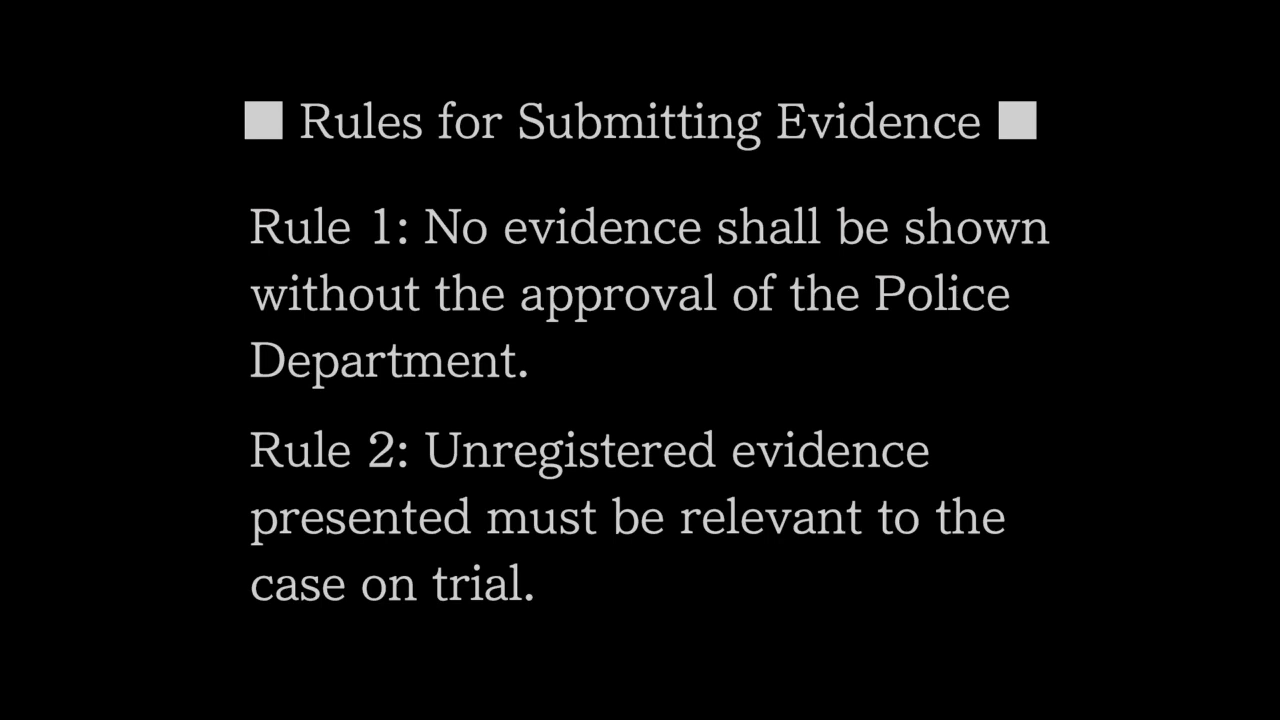 ■ Rules for Submitting Evidence ■
Rule 1: No evidence shall be shown
without the approval of the Police
Department.
Rule 2: Unregistered evidence
presented must be relevant to the
case on trial.